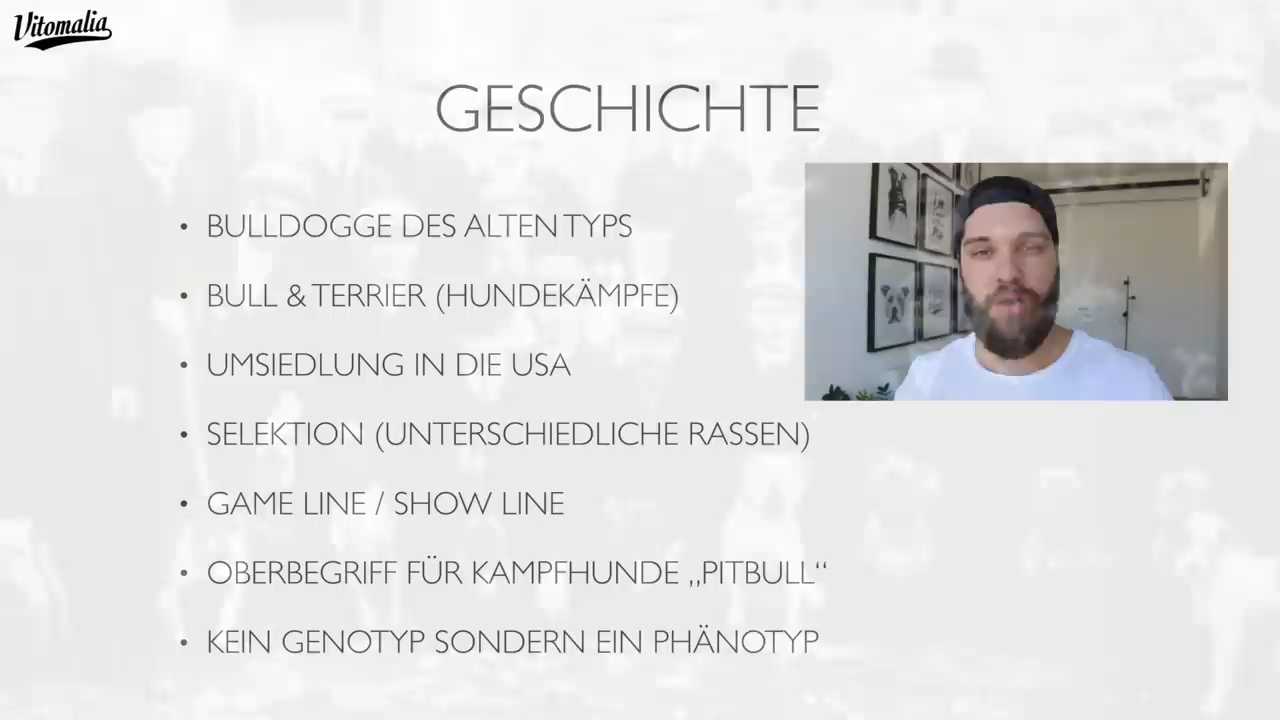 Vitomalia
GESCHICHTE
• BULLDOGGE DES ALTEN TYPS
• BULL & TERRIER (HUNDEKÄMPFE)
• UMSIEDLUNG IN DIE USA
• SELEKTION (UNTERSCHIEDLICHE RASSEN)
• GAME LINE / SHOW LINE
• OBERBEGRIFF FÜR KAMPFHUNDE „PITBULL“
• KEIN GENOTYP SONDERN EIN PHÄNOTYP